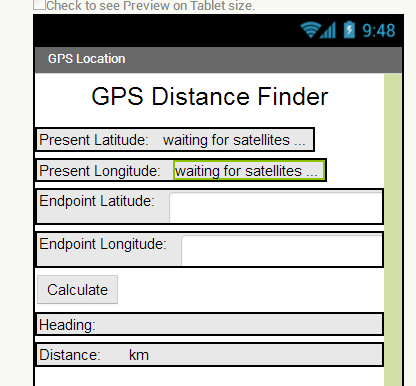 Check to see Preview on Tablet size.
9:48
GPS Location
GPS Distance Finder
Present Latitude: waiting for satellites ...
Present Longitude: waiting for satellites ...
Endpoint Latitude:
Endpoint Longitude:
Calculate
Heading:
Distance: km